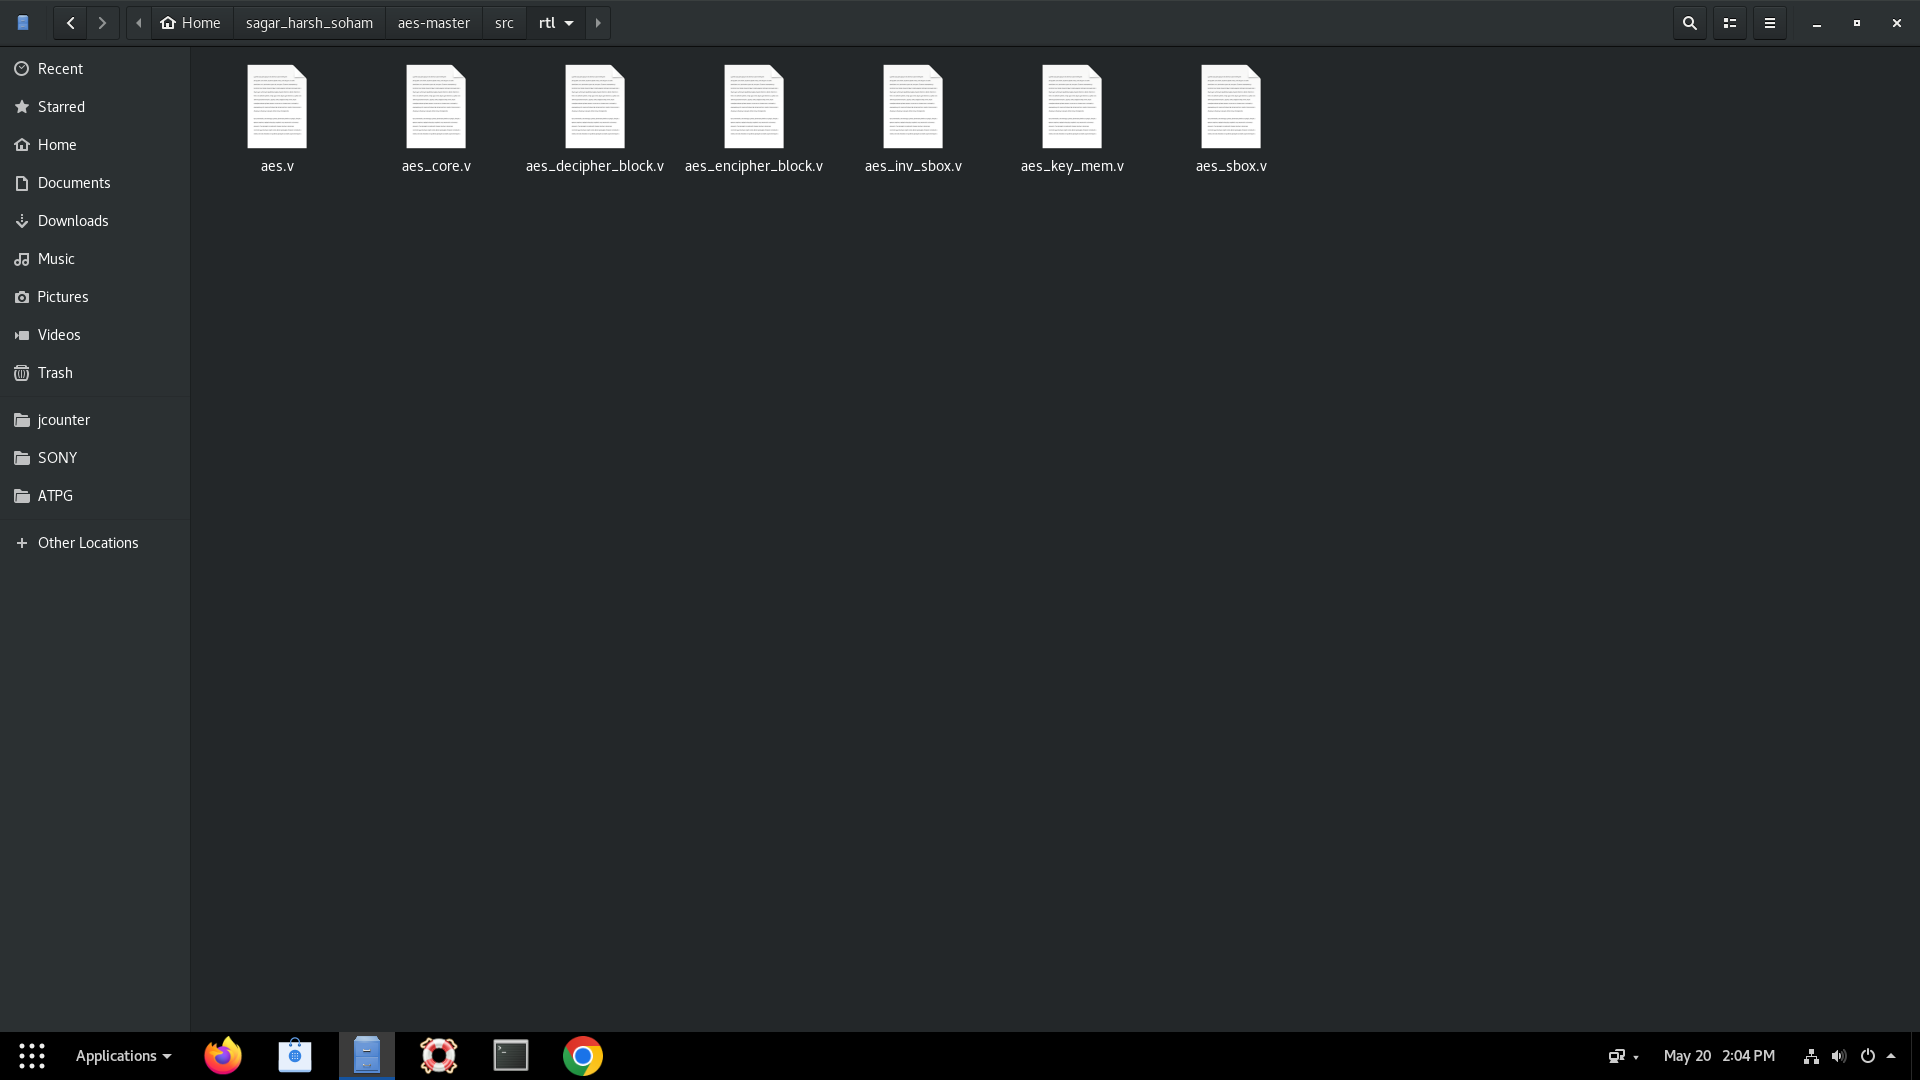 Home sagar_harsh_soham aes-master src rtl
Recent
Starred
Home
Documents
Downloads
Music
Pictures
Videos
Trash
jcounter
SONY
ATPG
Other Locations
aes.v aes_core.v aes_decipher_block.v aes_encipher_block.v aes_inv_sbox.v aes_key_mem.v aes_sbox.v
Applications May 20 2:04 PM